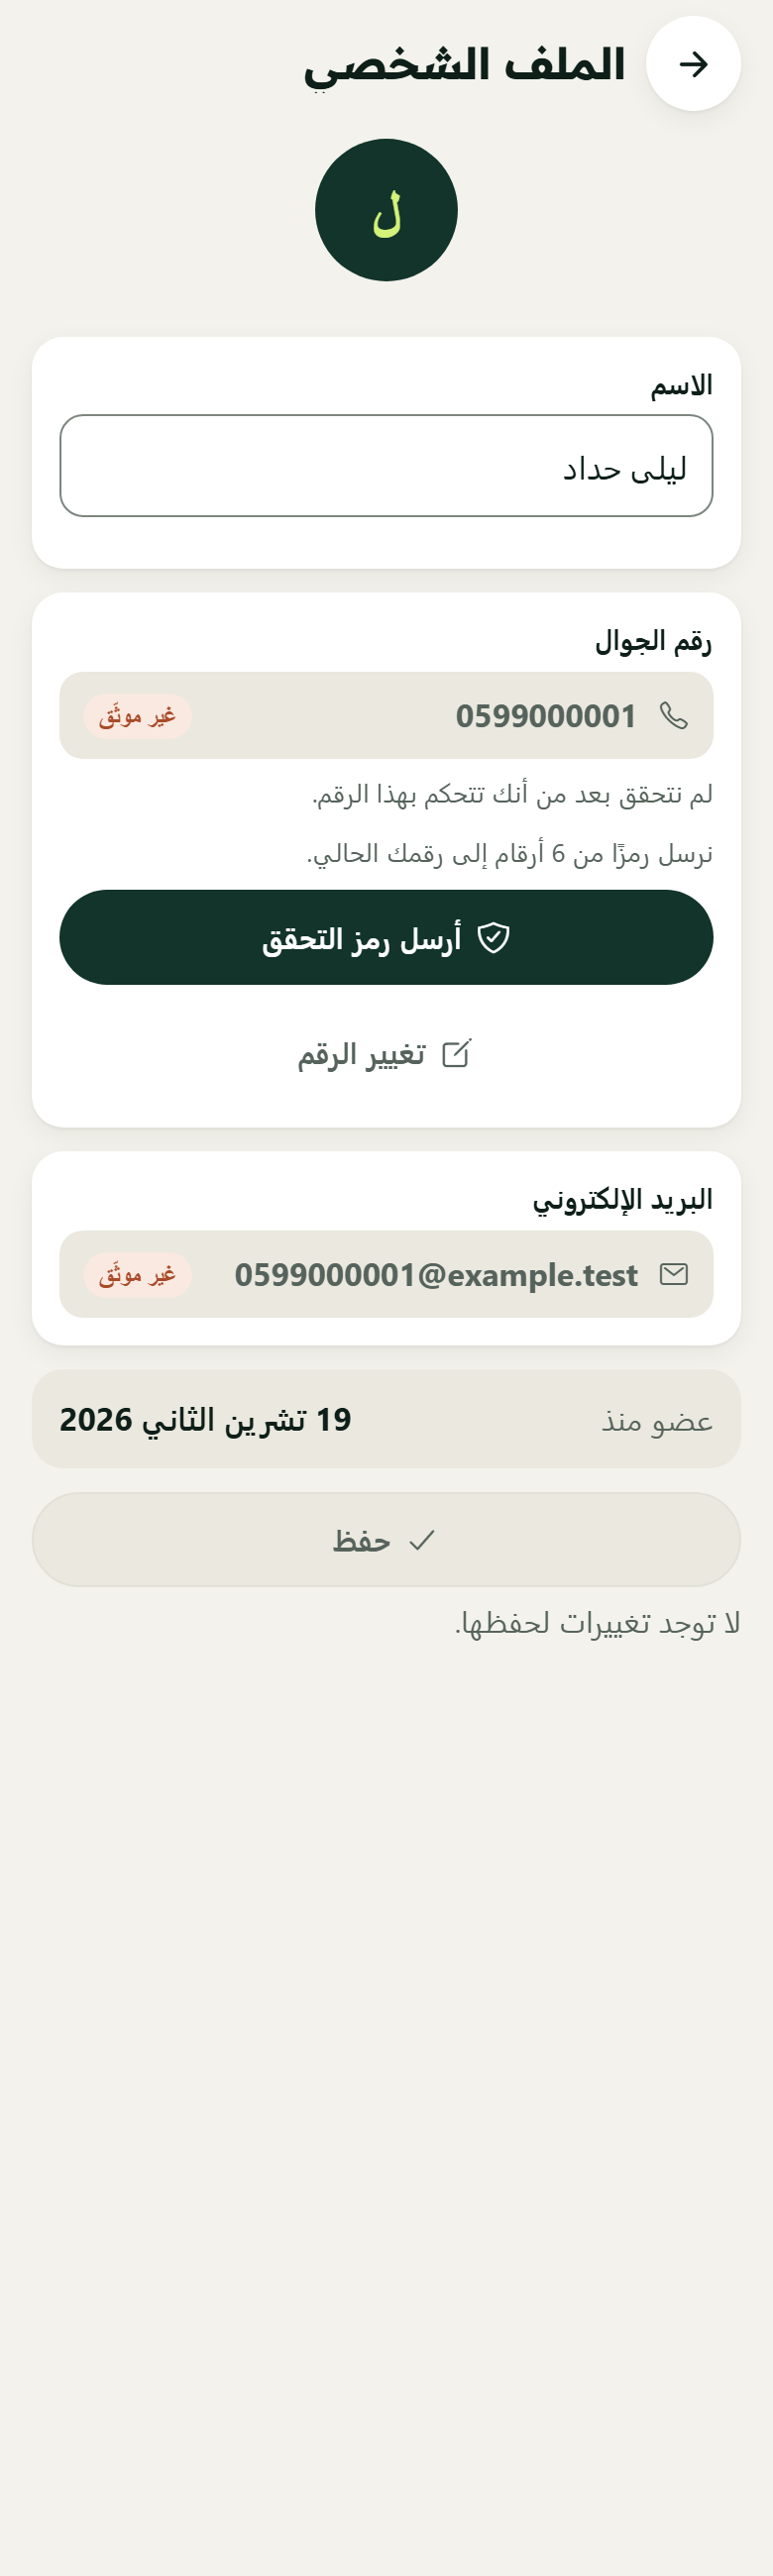 الملف الشخصي
ل
الاسم
ليلى حداد
رقم الجوال
0599000001
غير موثّق
لم نتحقق بعد من أنك تتحكم بهذا الرقم.
نرسل رمزًا من 6 أرقام إلى رقمك الحالي.
أرسل رمز التحقق
تغيير الرقم
البريد الإلكتروني
0599000001@example.test
غير موثّق
عضو منذ
19 تشرين الثاني 2026
حفظ
لا توجد تغييرات لحفظها.